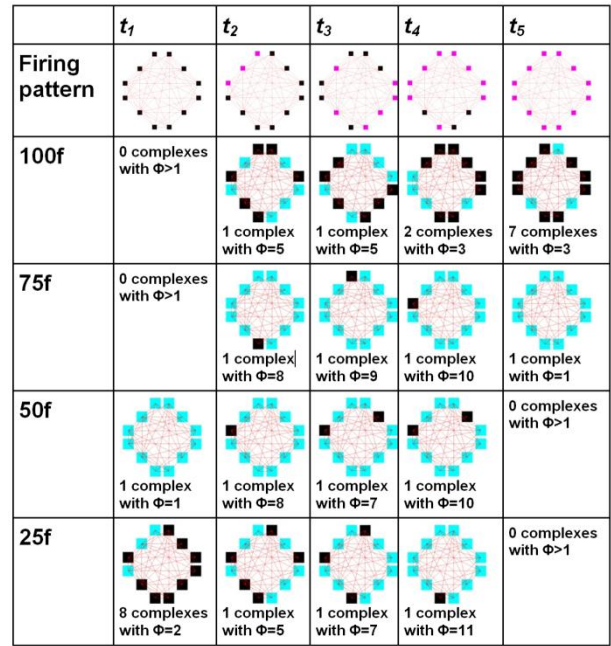 t1 t2 t3 t4 t5
Firing
pattern
100f
0 complexes
with Φ>1
1 complex
with Φ=5
1 complex
with Φ=5
2 complexes
with Φ=3
7 complexes
with Φ=3
75f
0 complexes
with Φ>1
1 complex
with Φ=8
1 complex
with Φ=9
1 complex
with Φ=10
1 complex
with Φ=1
50f
1 complex
with Φ=1
1 complex
with Φ=8
1 complex
with Φ=7
1 complex
with Φ=10
0 complexes
with Φ>1
25f
8 complexes
with Φ=2
1 complex
with Φ=5
1 complex
with Φ=7
1 complex
with Φ=11
0 complexes
with Φ>1